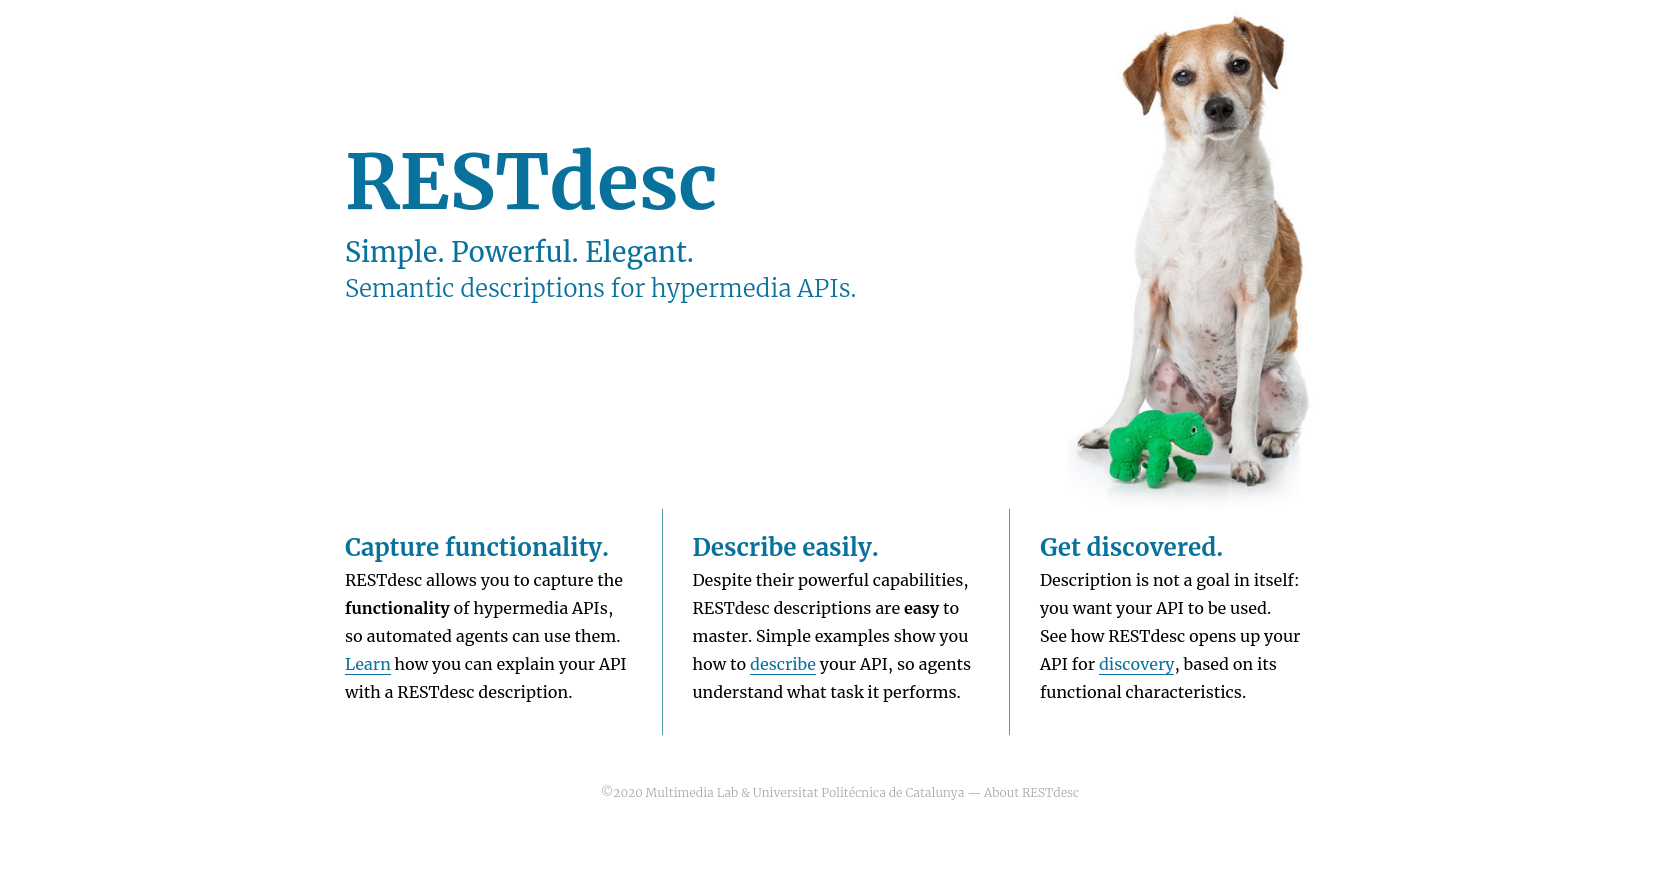 RESTdesc
Simple. Powerful. Elegant.
Semantic descriptions for hypermedia APIs.
Capture functionality.
RESTdesc allows you to capture the
functionality of hypermedia APIs,
so automated agents can use them.
Learn how you can explain your API
with a RESTdesc description.
Describe easily.
Despite their powerful capabilities,
RESTdesc descriptions are easy to
master. Simple examples show you
how to describe your API, so agents
understand what task it performs.
Get discovered.
Description is not a goal in itself:
you want your API to be used.
See how RESTdesc opens up your
API for discovery, based on its
functional characteristics.
©2020 Multimedia Lab & Universitat Politécnica de Catalunya — About RESTdesc